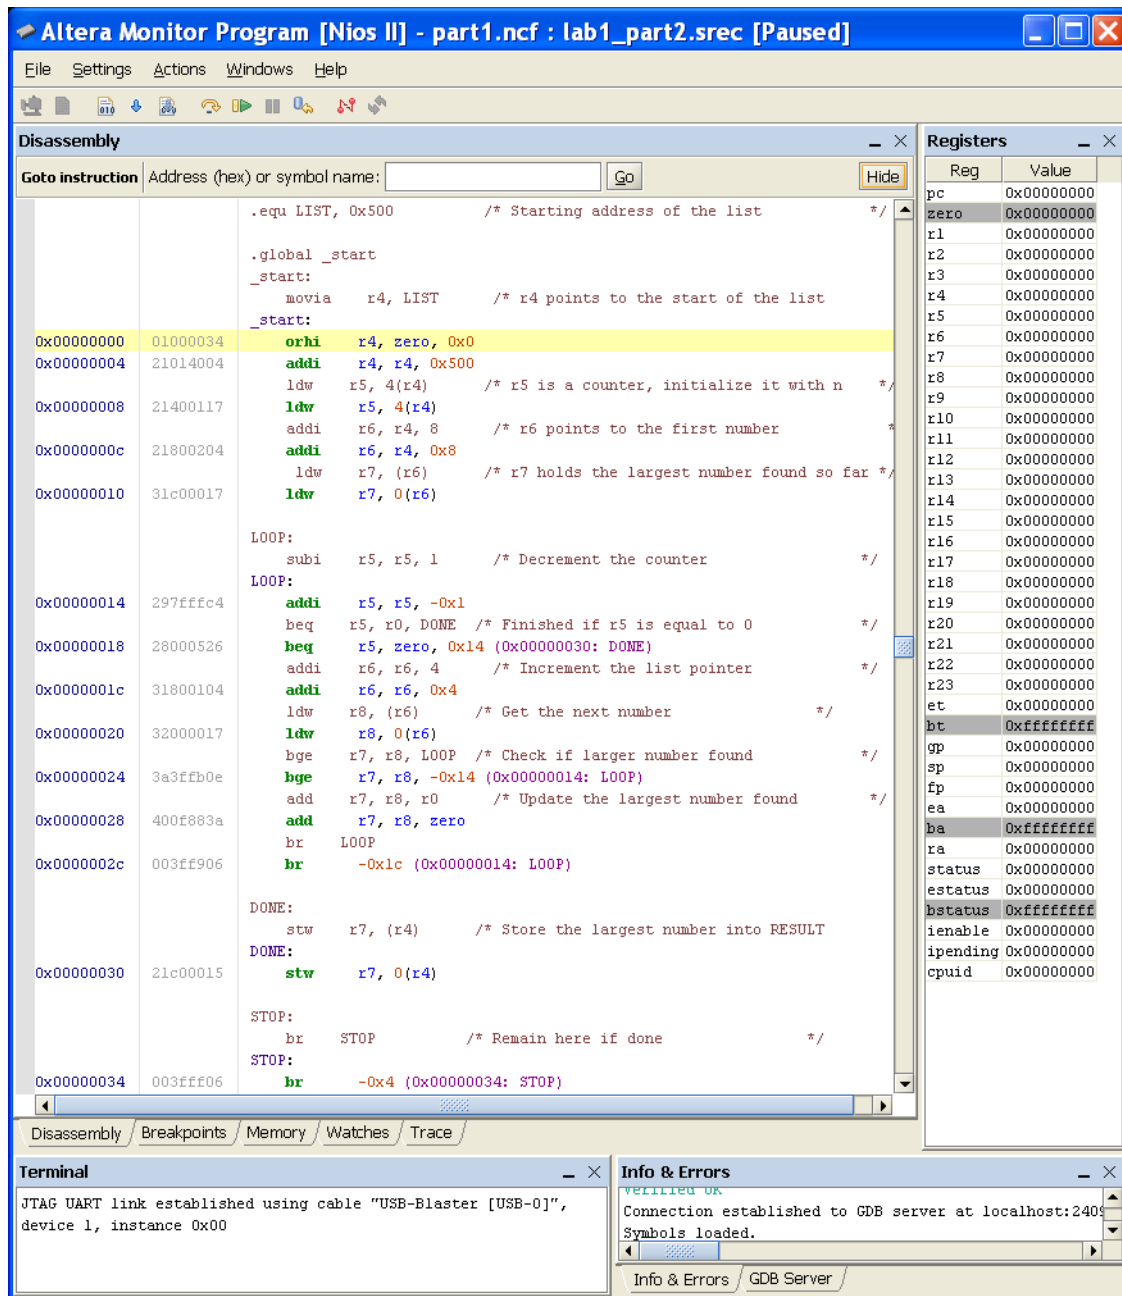 Altera Monitor Program [Nios II] - part1.ncf : lab1_part2.srec [Paused]
File Settings Actions Windows Help
Disassembly
Goto instruction Address (hex) or symbol name: Go Hide
.equ LIST, 0x500 /* Starting address of the list */
.global _start
_start:
movia r4, LIST /* r4 points to the start of the list
_start:
0x00000000 01000034 orhi r4, zero, 0x0
0x00000004 21014004 addi r4, r4, 0x500
ldw r5, 4(r4) /* r5 is a counter, initialize it with n */
0x00000008 21400117 ldw r5, 4(r4)
addi r6, r4, 8 /* r6 points to the first number *
0x0000000c 21800204 addi r6, r4, 0x8
ldw r7, (r6) /* r7 holds the largest number found so far */
0x00000010 31c00017 ldw r7, 0(r6)
LOOP:
subi r5, r5, 1 /* Decrement the counter */
LOOP:
0x00000014 297fffc4 addi r5, r5, -0x1
beq r5, r0, DONE /* Finished if r5 is equal to 0 */
0x00000018 28000526 beq r5, zero, 0x14 (0x00000030: DONE)
addi r6, r6, 4 /* Increment the list pointer */
0x0000001c 31800104 addi r6, r6, 0x4
ldw r8, (r6) /* Get the next number */
0x00000020 32000017 ldw r8, 0(r6)
bge r7, r8, LOOP /* Check if larger number found */
0x00000024 3a3ffb0e bge r7, r8, -0x14 (0x00000014: LOOP)
add r7, r8, r0 /* Update the largest number found */
0x00000028 400f883a add r7, r8, zero
br LOOP
0x0000002c 003ff906 br -0x1c (0x00000014: LOOP)
DONE:
stw r7, (r4) /* Store the largest number into RESULT
DONE:
0x00000030 21c00015 stw r7, 0(r4)
STOP:
br STOP /* Remain here if done */
STOP:
0x00000034 003fff06 br -0x4 (0x00000034: STOP)
Disassembly Breakpoints Memory Watches Trace
Registers
Reg Value
pc 0x00000000
zero 0x00000000
r1 0x00000000
r2 0x00000000
r3 0x00000000
r4 0x00000000
r5 0x00000000
r6 0x00000000
r7 0x00000000
r8 0x00000000
r9 0x00000000
r10 0x00000000
r11 0x00000000
r12 0x00000000
r13 0x00000000
r14 0x00000000
r15 0x00000000
r16 0x00000000
r17 0x00000000
r18 0x00000000
r19 0x00000000
r20 0x00000000
r21 0x00000000
r22 0x00000000
r23 0x00000000
et 0x00000000
bt 0xffffffff
gp 0x00000000
sp 0x00000000
fp 0x00000000
ea 0x00000000
ba 0xffffffff
ra 0x00000000
status 0x00000000
estatus 0x00000000
bstatus 0xffffffff
ienable 0x00000000
ipending 0x00000000
cpuid 0x00000000
Terminal
JTAG UART link established using cable "USB-Blaster [USB-0]",
device 1, instance 0x00
Info & Errors
Verified OK
Connection established to GDB server at localhost:2409
Symbols loaded.
Info & Errors GDB Server